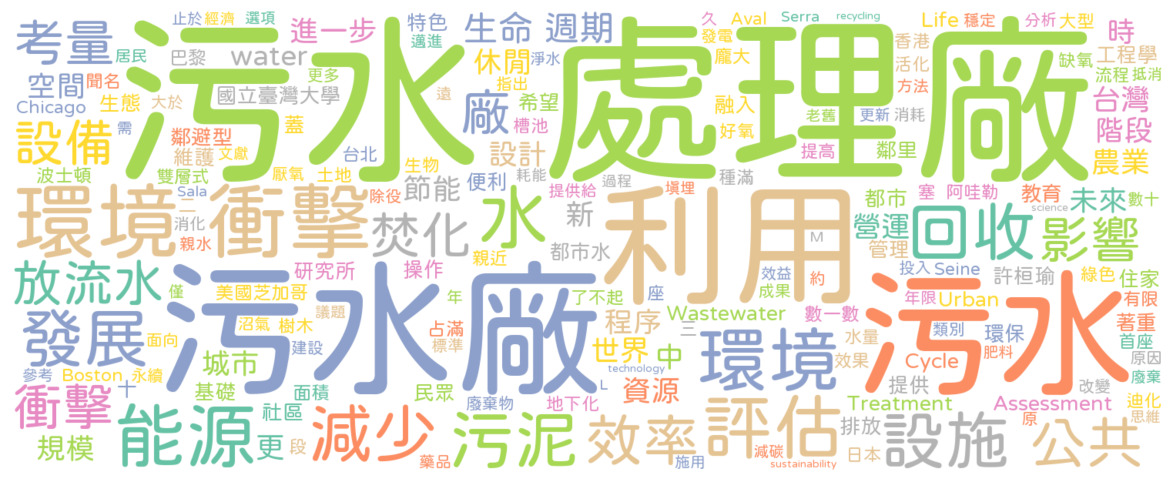 考量
止於
經濟
選項
特色
生命
週期
久
Aval
Serra
recycling
Life
穩定
分析
大型
時
居民
進一步
邁進
發電
香港
缺氧
工程學
污水
處理廠
空間
聞名
巴黎
water
更多
休閒
淨水
指出
龐大
活化
方法
流程
抵消
Chicago
生態
大於
國立臺灣大學
遠
廠
希望
槽池
融入
老舊
更新
消耗
台灣
設備
需
鄰避型
蓋
維護
文獻
台北
設計
好氧
提高
鄰里
階段
農業
波士頓
雙層式
厭氧
土地
生物
耗能
便利
提供給
過程
種滿
環境
衝擊
Sala
二
消化
親水
除役
焚化
節能
水
新
填埋
利用
都市
塞
阿哇勒
教育
science
未來
數十
營運
回收
影響
都市水
M
管理
放流水
研究所
操作
親近
效益
投入
Seine
許桓瑜
綠色
住家
僅
美國芝加哥
年
了不起
座
成果
約
年限
Urban
有限
發展
沼氣
樹木
議題
污水廠
占滿
標準
程序
Wastewater
數一數
三
水量
類別
環保
著重
首座
面向
建設
城市
世界
中
technology
環境
效果
Cycle
肥料
污水
原因
參考
Boston
永續
十
基礎
面積
民眾
L
資源
提供
改變
廢棄
衝擊
能源
社區
減少
廢棄物
地下化
評估
Treatment
Assessment
原
迪化
思維
規模
更
段
藥品
污泥
效率
施用
減碳
sustainability
排放
日本
設施
公共